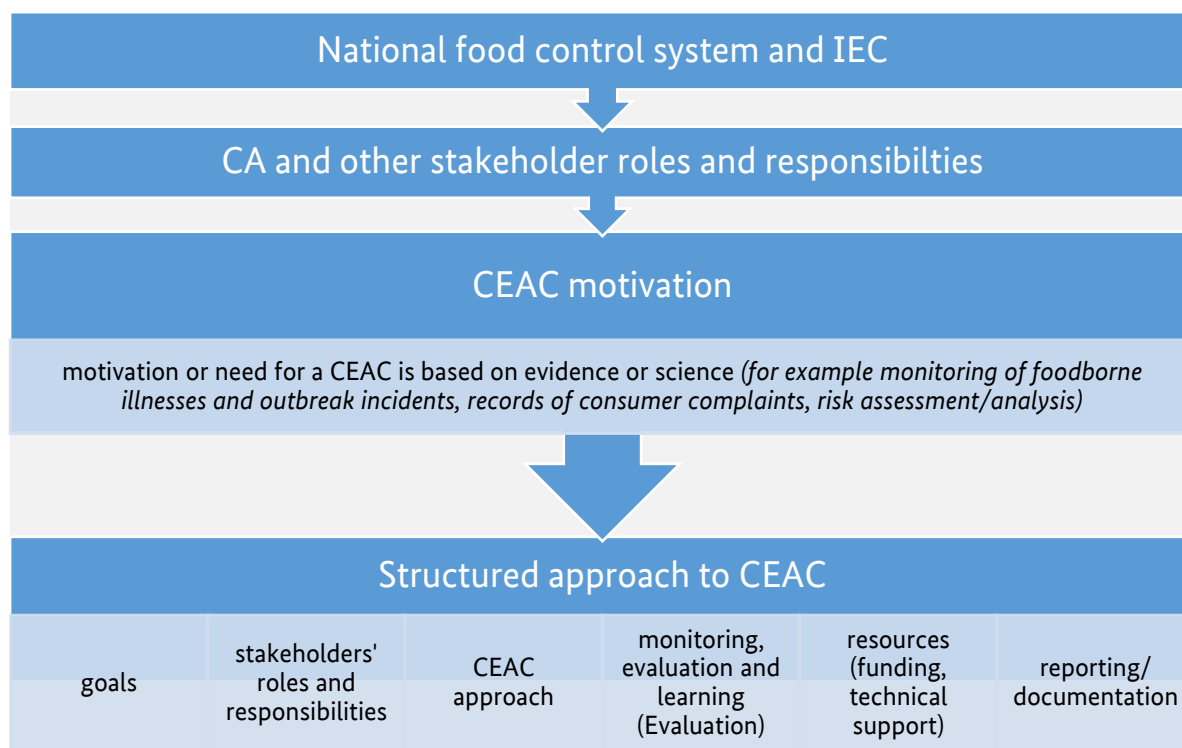 National food control system and IEC
CA and other stakeholder roles and responsibilties
CEAC motivation
motivation or need for a CEAC is based on evidence or science (for example monitoring of foodborne
illnesses and outbreak incidents, records of consumer complaints, risk assessment/analysis)
Structured approach to CEAC
goals
stakeholders'
roles and
responsibilities
CEAC
approach
monitoring,
evaluation and
learning
(Evaluation)
resources
(funding,
technical
support)
reporting/
documentation